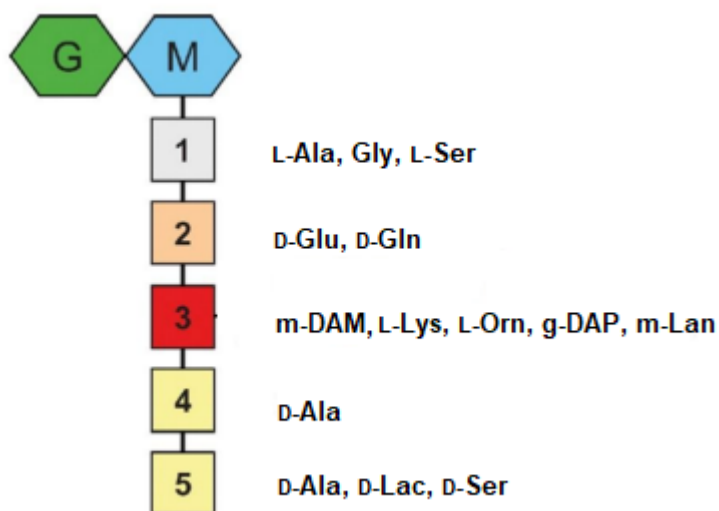 G M
1 L-Ala, Gly, L-Ser
2 D-Glu, D-Gln
3 m-DAM, L-Lys, L-Orn, g-DAP, m-Lan
4 D-Ala
5 D-Ala, D-Lac, D-Ser